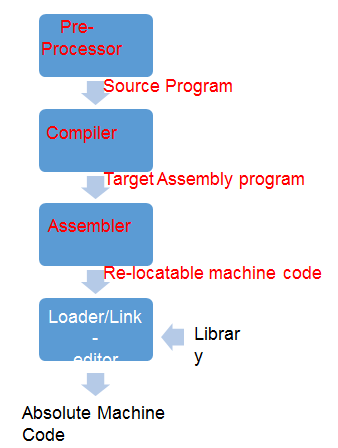 Pre-
Processor
Source Program
Compiler
Target Assembly program
Assembler
Re-locatable machine code
Loader/Link
-
editor
Librar
y
Absolute Machine
Code